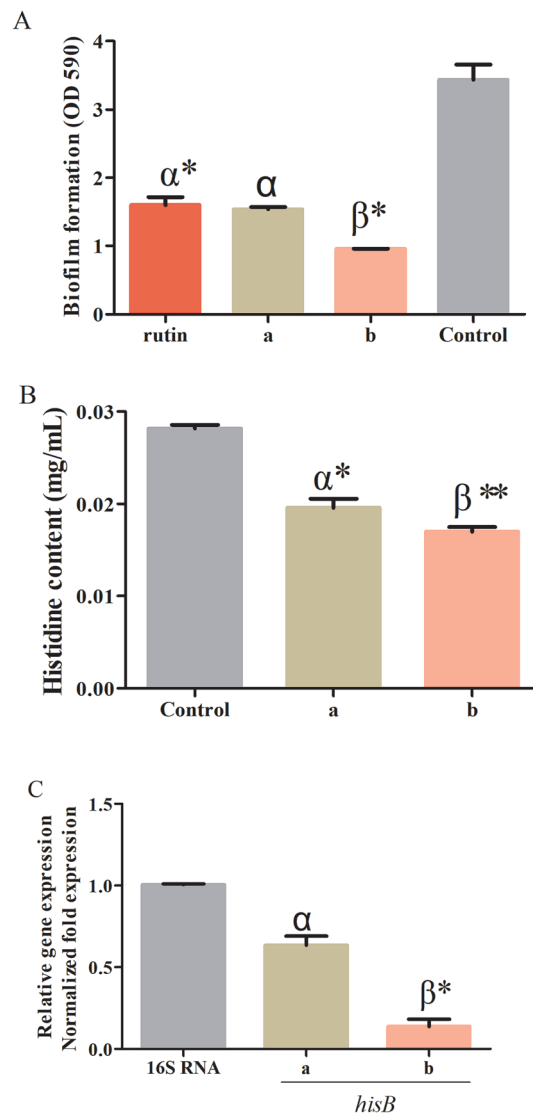 A
Biofilm formation (OD 590)
4
3
2
1
0
α*
α
β*
rutin
a
b
Control
B
Histidine content (mg/mL)
0.03
0.02
0.01
0.00
α*
β**
Control
a
b
C
Relative gene expression
Normalized fold expression
1.5
1.0
0.5
0.0
α
β*
16S RNA
a
b
hisB